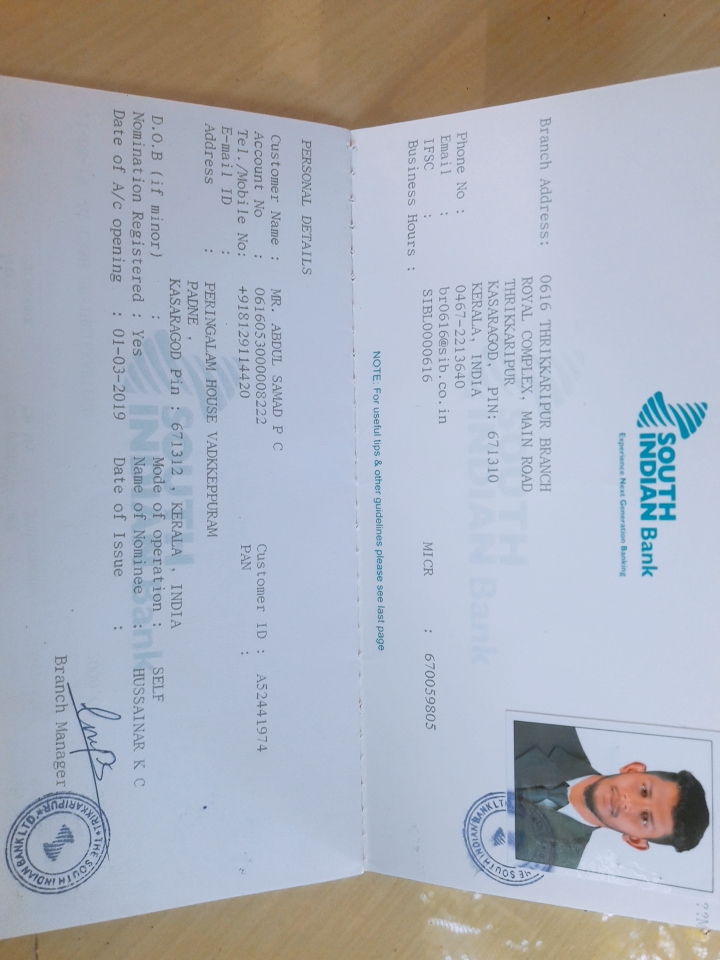 SOUTH
INDIAN Bank
Experience Next Generation Banking
Branch Address: 0616 THRIKKARIPUR BRANCH
ROYAL COMPLEX, MAIN ROAD
THRIKKARIPUR
KASARAGOD, PIN: 671310
KERALA, INDIA
Phone No : 0467-2213640
Email : br0616@sib.co.in
IFSC : SIBL0000616 MICR : 670059805
Business Hours :
NOTE: For useful tips & other guidelines please see last page
PERSONAL DETAILS
Customer Name : MR. ABDUL SAMAD P C
Account No : 0616053000008222 Customer ID : A52441974
Tel./Mobile No: +918129114420 PAN :
E-mail ID :
Address : PERINGALAM HOUSE VADKKEPPURAM
PADNE ,
KASARAGOD Pin : 671312 , KERALA , INDIA
D.O.B (if minor) : Mode of operation : SELF
Nomination Registered : Yes Name of Nominee : HUSSAINAR K C
Date of A/c opening : 01-03-2019 Date of Issue :
Branch Manager
THE SOUTH INDIAN BANK LTD. TRIKKARIPUR